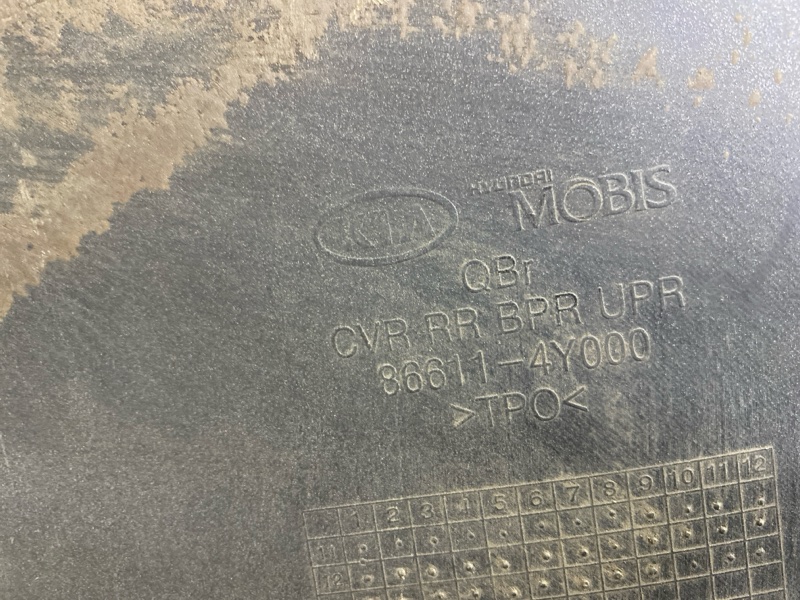 KIA
HYUNDAI
MOBIS
QBr
CVR RR BPR UPR
86611-4Y000
>TPO<
1 2 3 4 5 6 7 8 9 10 11 12
11
12